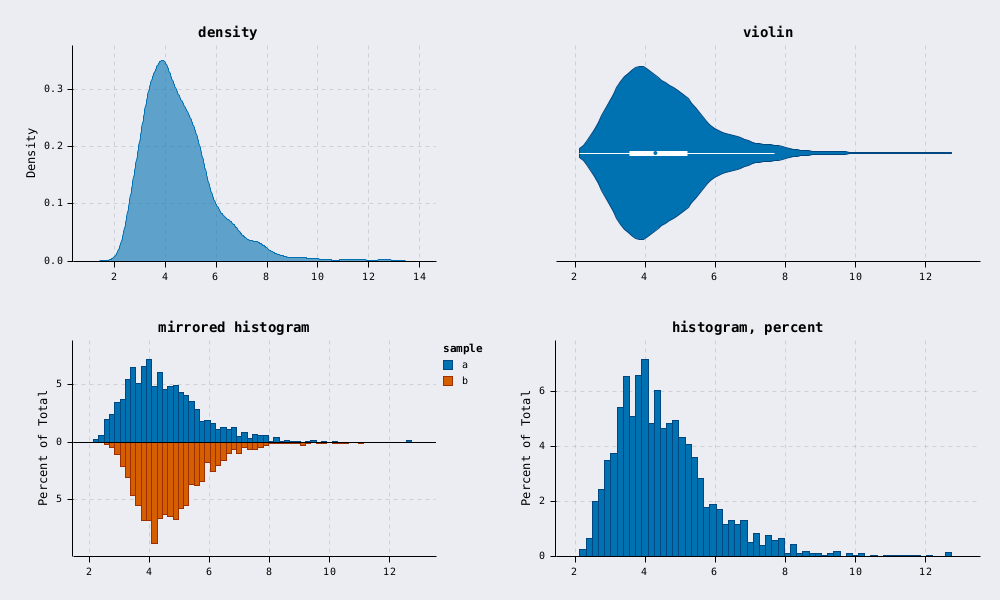 density
Density
0.3
0.2
0.1
0.0
2 4 6 8 10 12 14
violin
2 4 6 8 10 12
mirrored histogram
Percent of Total
5
0
5
2 4 6 8 10 12
sample
a
b
histogram, percent
Percent of Total
6
4
2
0
2 4 6 8 10 12